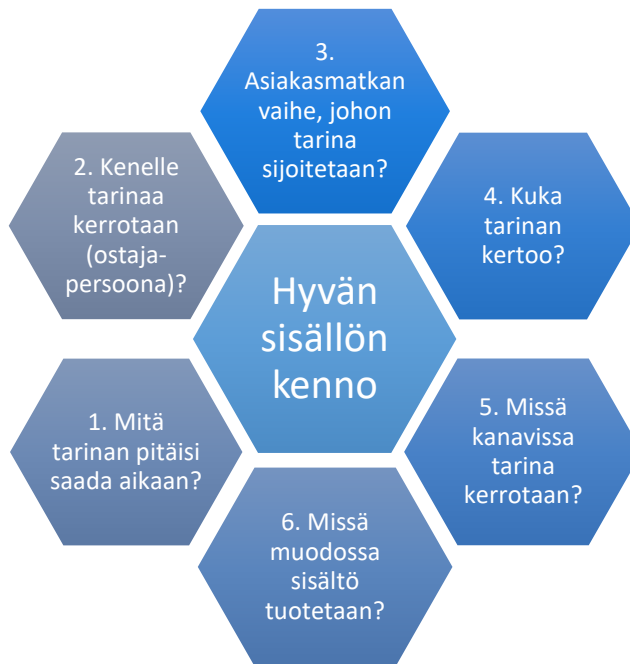 3.
Asiakasmatkan
vaihe, johon
tarina
sijoitetaan?
2. Kenelle
tarinaa
kerrotaan
(ostaja-
persoona)?
4. Kuka
tarinan
kertoo?
Hyvän
sisällön
kenno
1. Mitä
tarinan pitäisi
saada aikaan?
5. Missä
kanavissa
tarina
kerrotaan?
6. Missä
muodossa
sisältö
tuotetaan?